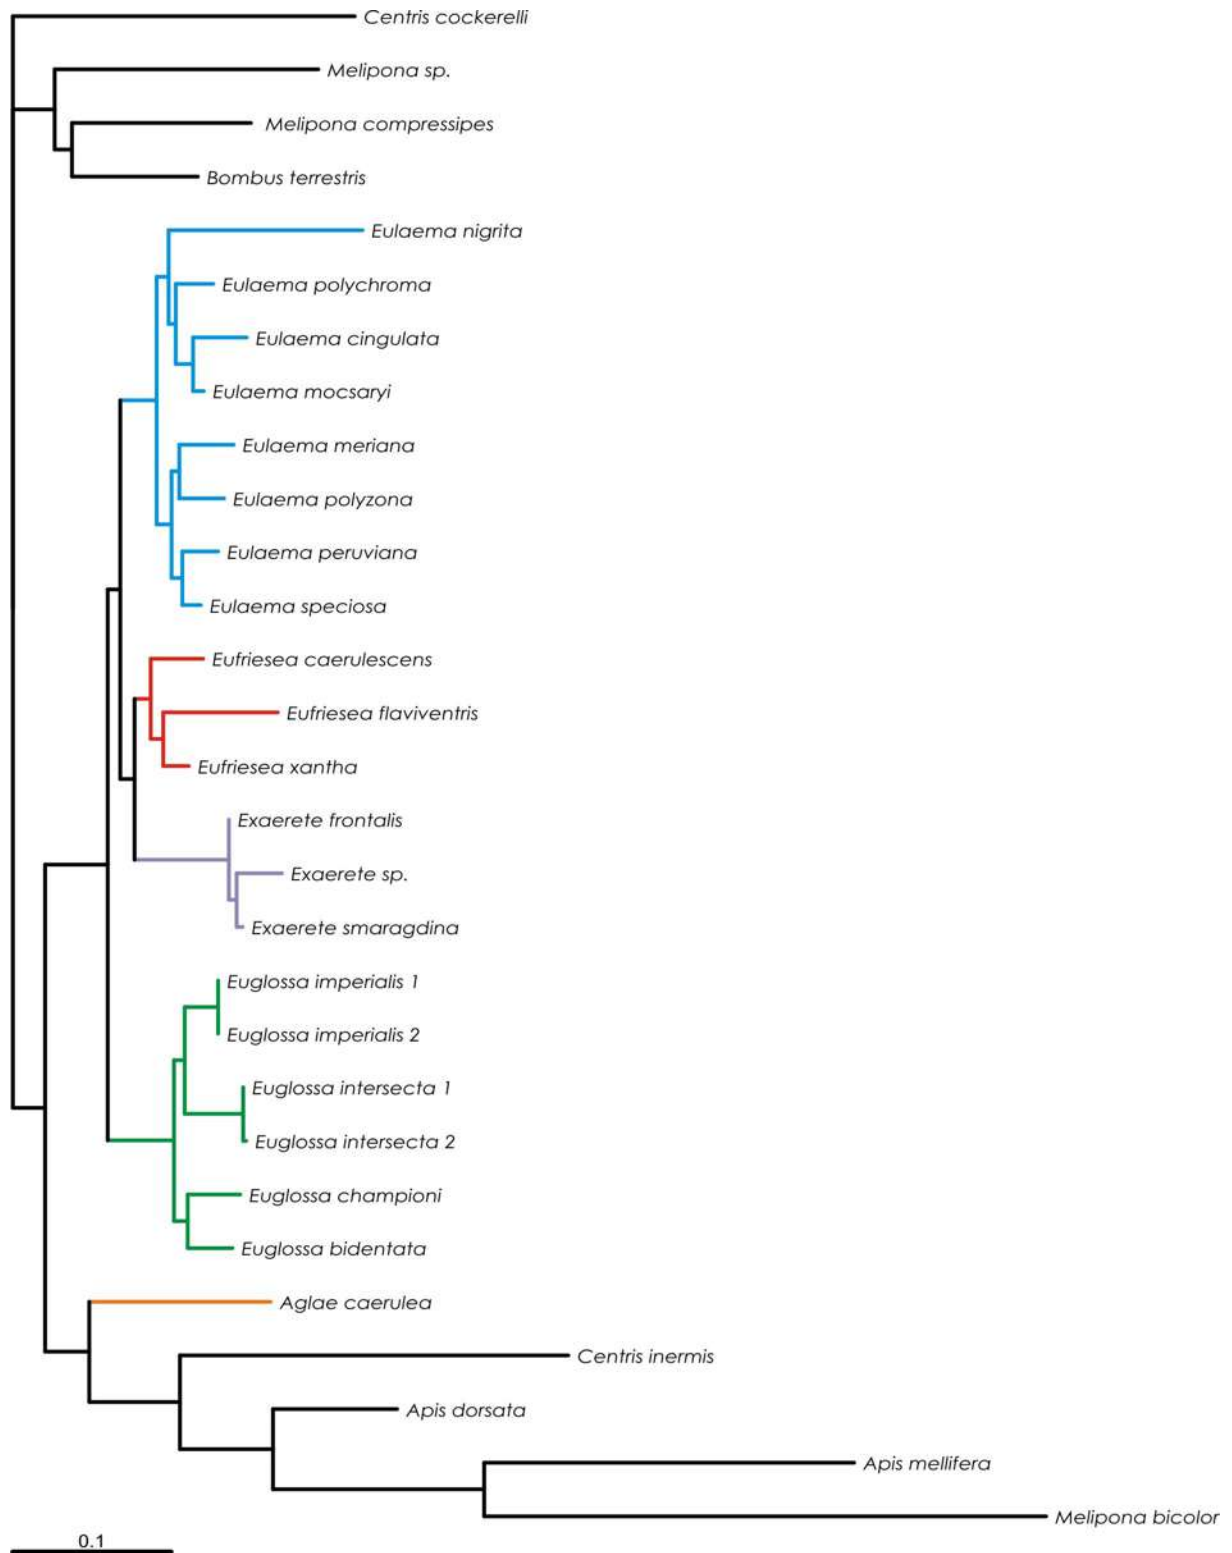 Centris cockerelli
Melipona sp.
Melipona compressipes
Bombus terrestris
Eulaema nigrita
Eulaema polychroma
Eulaema cingulata
Eulaema mocsaryi
Eulaema meriana
Eulaema polyzona
Eulaema peruviana
Eulaema speciosa
Eufriesea caerulescens
Eufriesea flaviventris
Eufriesea xantha
Exaerete frontalis
Exaerete sp.
Exaerete smaragdina
Euglossa imperialis 1
Euglossa imperialis 2
Euglossa intersecta 1
Euglossa intersecta 2
Euglossa championi
Euglossa bidentata
Aglae caerulea
Centris inermis
Apis dorsata
Apis mellifera
Melipona bicolor
0.1